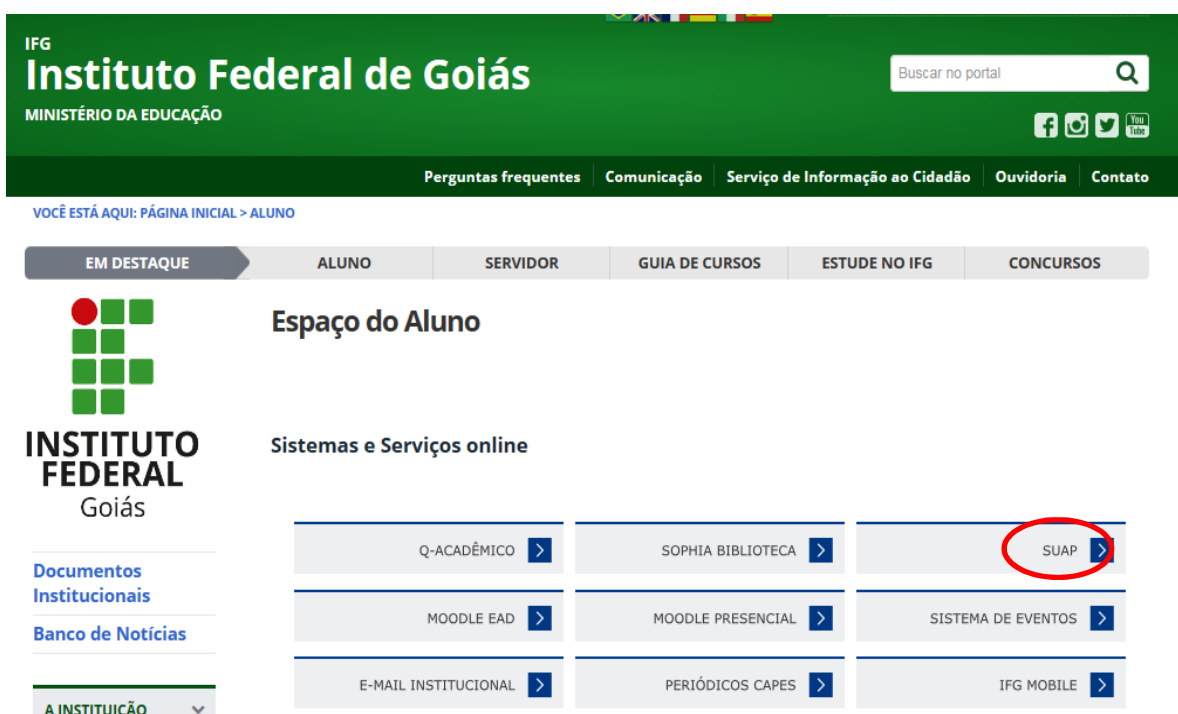 IFG
Instituto Federal de Goiás
MINISTÉRIO DA EDUCAÇÃO
Buscar no portal
You
Tube
Perguntas frequentes Comunicação Serviço de Informação ao Cidadão Ouvidoria Contato
VOCÊ ESTÁ AQUI: PÁGINA INICIAL > ALUNO
EM DESTAQUE ALUNO SERVIDOR GUIA DE CURSOS ESTUDE NO IFG CONCURSOS
INSTITUTO
FEDERAL
Goiás
Documentos
Institucionais
Banco de Notícias
A INSTITUIÇÃO
Espaço do Aluno
Sistemas e Serviços online
Q-ACADÊMICO SOPHIA BIBLIOTECA SUAP
MOODLE EAD MOODLE PRESENCIAL SISTEMA DE EVENTOS
E-MAIL INSTITUCIONAL PERIÓDICOS CAPES IFG MOBILE